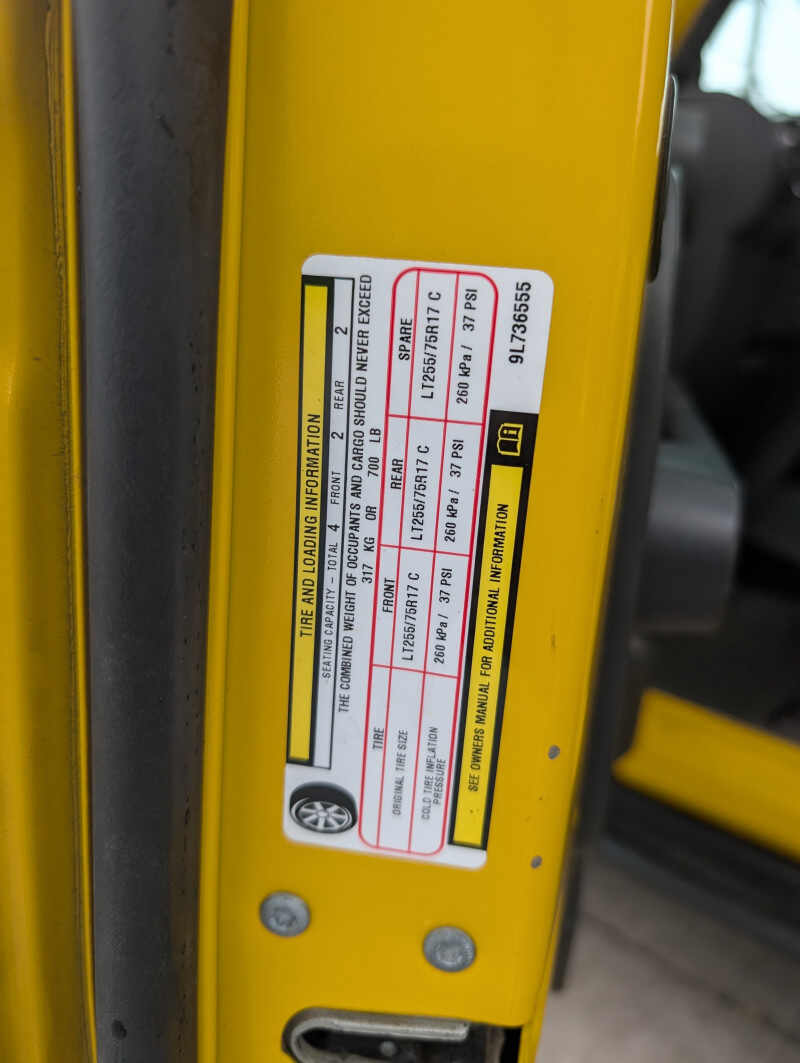 TIRE AND LOADING INFORMATION
SEATING CAPACITY – TOTAL 4 FRONT 2 REAR 2
THE COMBINED WEIGHT OF OCCUPANTS AND CARGO SHOULD NEVER EXCEED
317 KG OR 700 LB
TIRE FRONT REAR SPARE
ORIGINAL TIRE SIZE LT255/75R17 C LT255/75R17 C LT255/75R17 C
COLD TIRE INFLATION PRESSURE 260 kPa/ 37 PSI 260 kPa/ 37 PSI 260 kPa/ 37 PSI
SEE OWNERS MANUAL FOR ADDITIONAL INFORMATION
9L736555